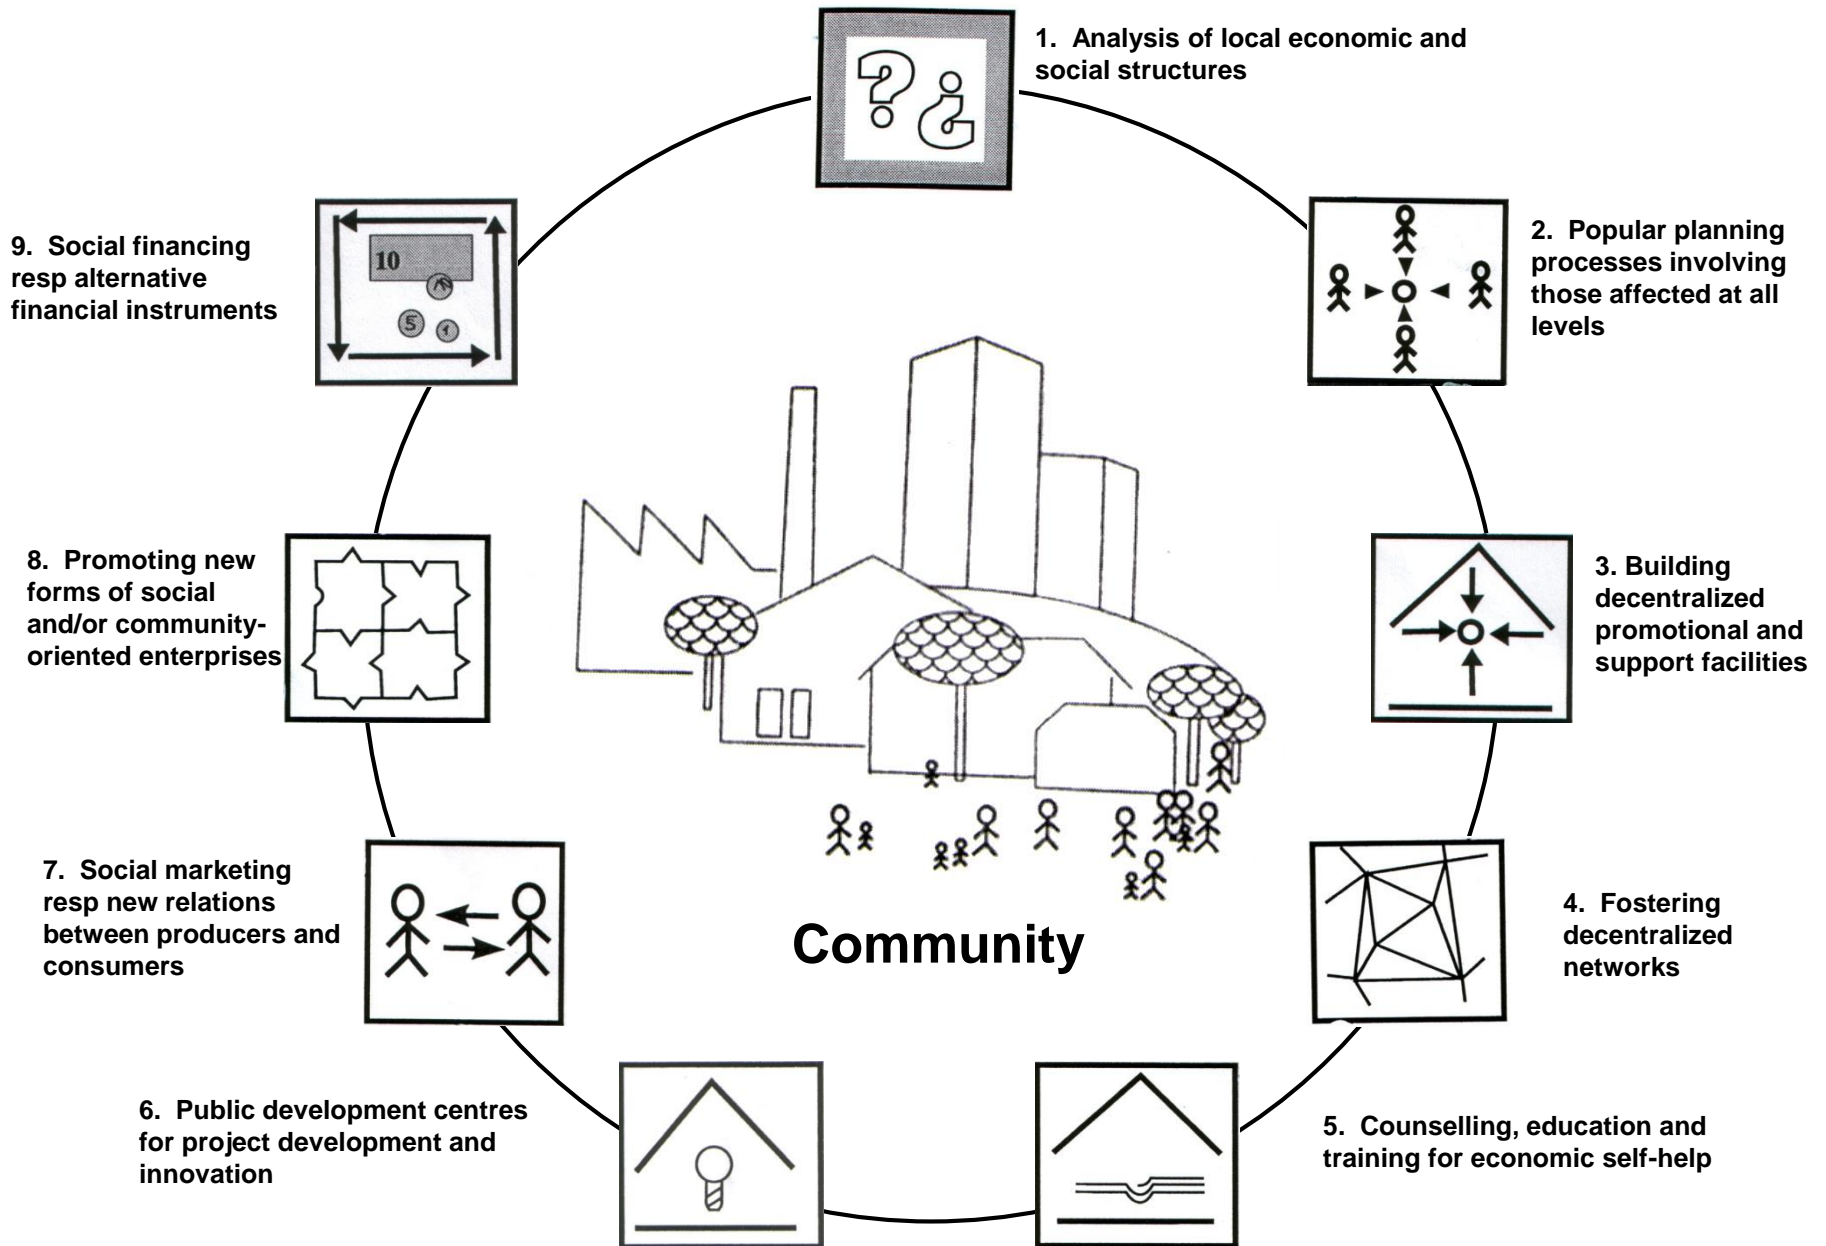 1. Analysis of local economic and
social structures
2. Popular planning
processes involving
those affected at all
levels
3. Building
decentralized
promotional and
support facilities
4. Fostering
decentralized
networks
5. Counselling, education and
training for economic self-help
6. Public development centres
for project development and
innovation
7. Social marketing
resp new relations
between producers and
consumers
8. Promoting new
forms of social
and/or community-
oriented enterprises
9. Social financing
resp alternative
financial instruments
? ¿
10
5
1
Community